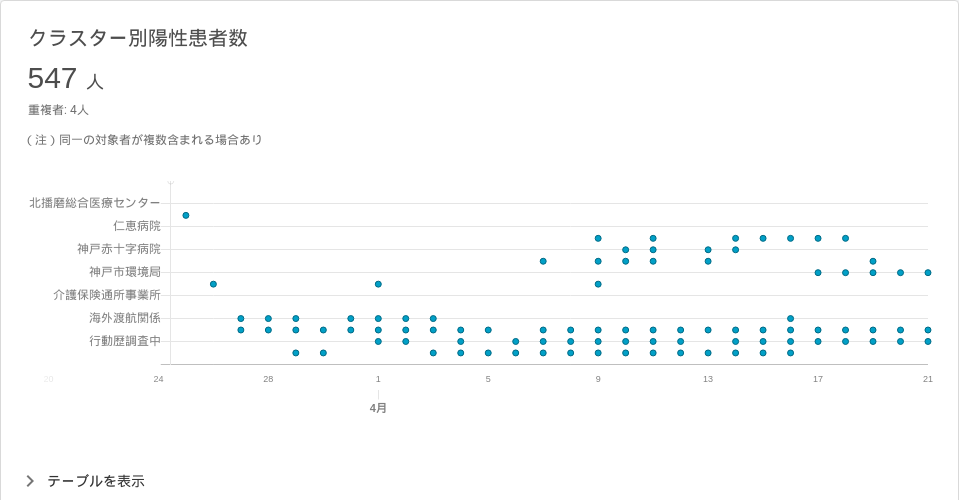 クラスター別陽性患者数
547 人
重複者: 4人
( 注 ) 同一の対象者が複数含まれる場合あり
北播磨総合医療センター
仁恵病院
神戸赤十字病院
神戸市環境局
介護保険通所事業所
海外渡航関係
行動歴調査中
20 24 28 1 5 9 13 17 21
4月
テーブルを表示